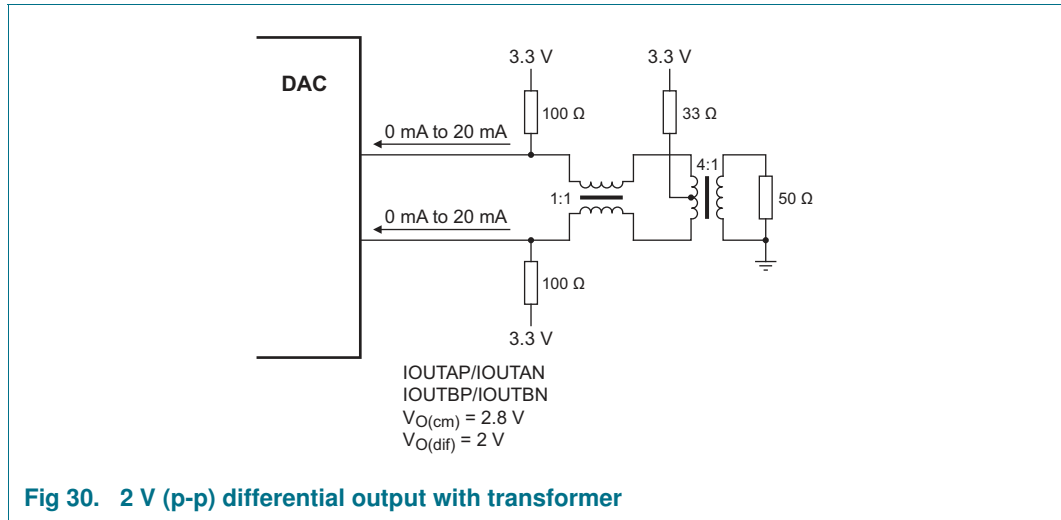 DAC
3.3 V
3.3 V
100 Ω
33 Ω
0 mA to 20 mA
4:1
1:1
50 Ω
0 mA to 20 mA
100 Ω
3.3 V
IOUTAP/IOUTAN
IOUTBP/IOUTBN
VO(cm) = 2.8 V
VO(dif) = 2 V
Fig 30. 2 V (p-p) differential output with transformer